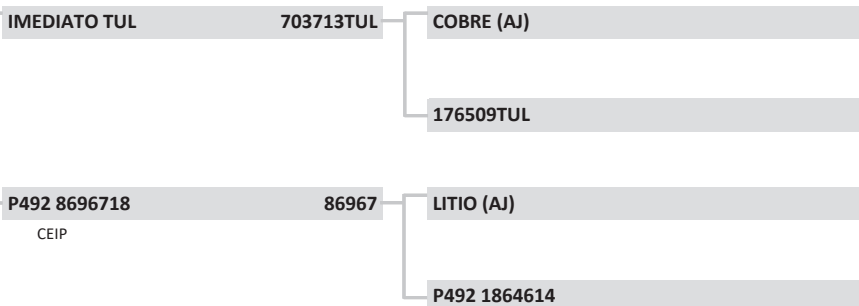 IMEDIATO TUL 703713TUL COBRE (AJ)
176509TUL
P492 8696718 86967 LITIO (AJ)
CEIP
P492 1864614